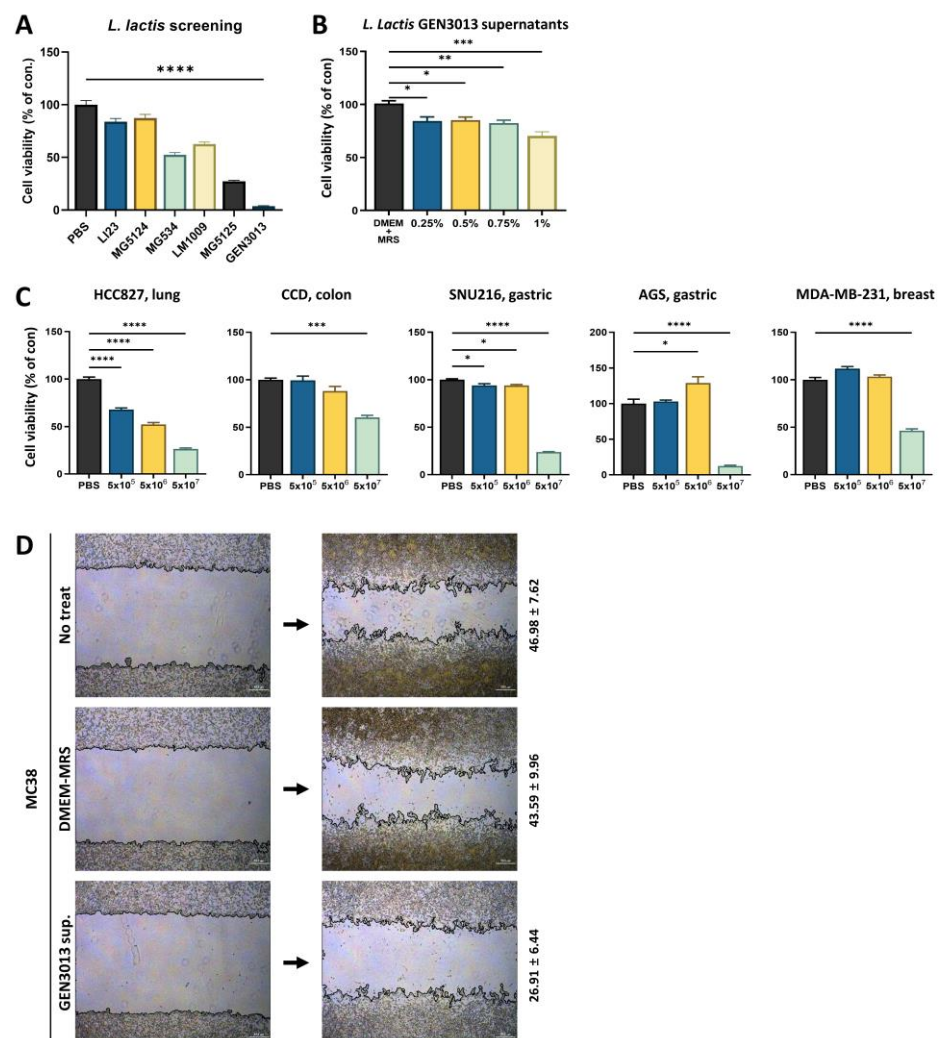 A
L. lactis screening
Cell viability (% of con.)
150
100
50
0
****
PBS
LI23
MG5124
MG534
LM1009
MG5125
GEN3013
B
L. Lactis GEN3013 supernatants
Cell viability (% of con)
150
100
50
0
***
**
*
*
DMEM + MRS
0.25%
0.5%
0.75%
1%
C
HCC827, lung
Cell viability (% of con)
150
100
50
0
****
****
****
PBS 5x10⁵ 5x10⁶ 5x10⁷
CCD, colon
150
100
50
0
***
PBS 5x10⁵ 5x10⁶ 5x10⁷
SNU216, gastric
150
100
50
0
****
*
*
PBS 5x10⁵ 5x10⁶ 5x10⁷
AGS, gastric
200
150
100
50
0
****
*
PBS 5x10⁵ 5x10⁶ 5x10⁷
MDA-MB-231, breast
150
100
50
0
****
PBS 5x10⁵ 5x10⁶ 5x10⁷
D
MC38
No treat
46.98 ± 7.62
DMEM-MRS
43.59 ± 9.96
GEN3013 sup.
26.91 ± 6.44